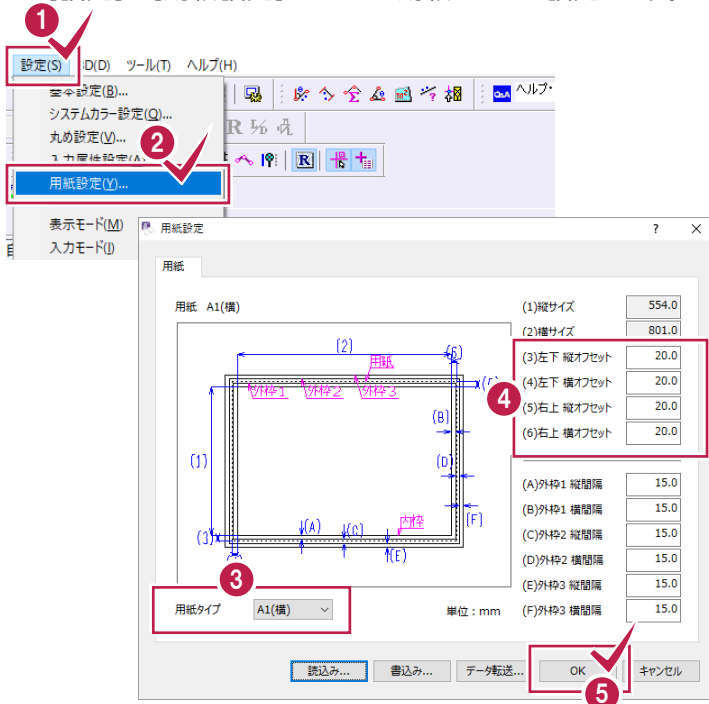 1
設定(S) D(D) ツール(T) ヘルプ(H)
基本設定(B)...
システムカラー設定(Q)...
丸め設定(V)...
2
入力属性設定(A)
用紙設定(Y)...
表示モード(M)
入力モード(I)
R
R
Q&A ヘルプ・
用紙設定 ? ×
用紙
用紙 A1(横)
(2)
(6)
用紙
外枠1 外枠2 外枠3
(B)
(1)
(D)
(F)
(A) (C) 内枠
(3)
(E)
3
用紙タイプ A1(横)
単位:mm
(1)縦サイズ 554.0
(2)横サイズ 801.0
4
(3)左下 縦オフセット 20.0
(4)左下 横オフセット 20.0
(5)右上 縦オフセット 20.0
(6)右上 横オフセット 20.0
(A)外枠1 縦間隔 15.0
(B)外枠1 横間隔 15.0
(C)外枠2 縦間隔 15.0
(D)外枠2 横間隔 15.0
(E)外枠3 縦間隔 15.0
(F)外枠3 横間隔 15.0
読込み... 書込み... データ転送... OK キャンセル
5